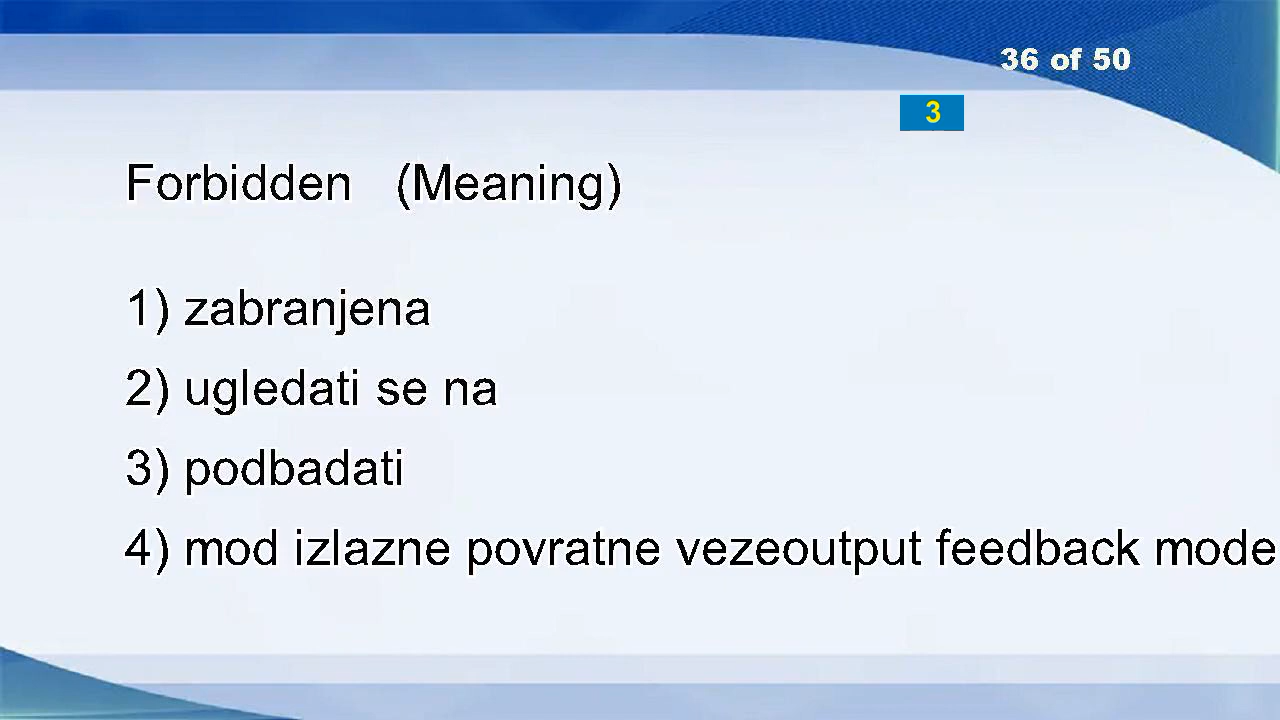 36 of 50
3
Forbidden (Meaning)
1) zabranjena
2) ugledati se na
3) podbadati
4) mod izlazne povratne vezeoutput feedback mode